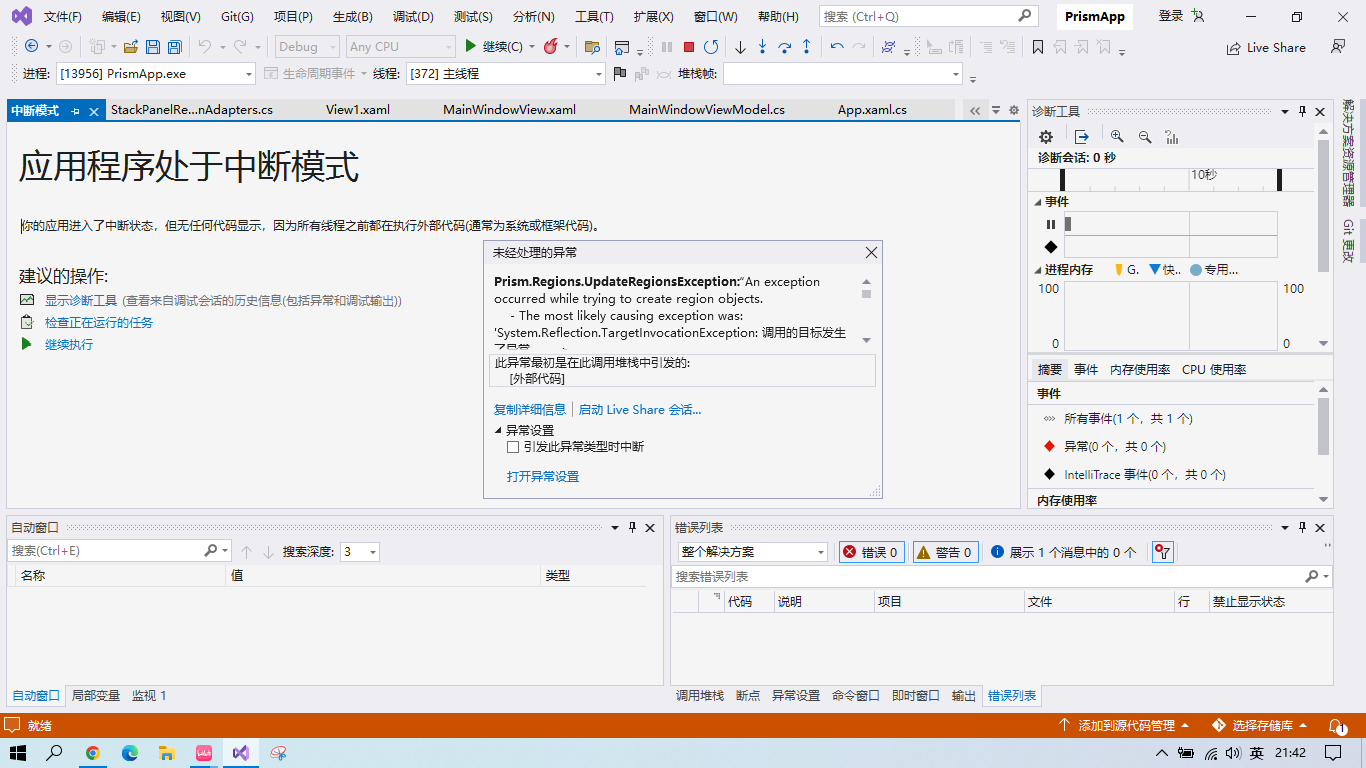 文件(F) 编辑(E) 视图(V) Git(G) 项目(P) 生成(B) 调试(D) 测试(S) 分析(N) 工具(T) 扩展(X) 窗口(W) 帮助(H) 搜索 (Ctrl+Q) PrismApp 登录
Debug Any CPU 继续(C) Live Share
进程: [13956] PrismApp.exe 生命周期事件 线程: [372] 主线程 堆栈帧:
中断模式 StackPanelRe...nAdapters.cs View1.xaml MainWindowView.xaml MainWindowViewModel.cs App.xaml.cs
应用程序处于中断模式
你的应用进入了中断状态，但无任何代码显示，因为所有线程之前都在执行外部代码(通常为系统或框架代码)。
建议的操作:
显示诊断工具 (查看来自调试会话的历史信息(包括异常和调试输出))
检查正在运行的任务
继续执行
未经处理的异常
Prism.Regions.UpdateRegionsException:“An exception
occurred while trying to create region objects.
- The most likely causing exception was:
'System.Reflection.TargetInvocationException: 调用的目标发生
了异常
此异常最初是在此调用堆栈中引发的:
[外部代码]
复制详细信息 启动 Live Share 会话...
异常设置
引发此异常类型时中断
打开异常设置
诊断工具
诊断会话: 0 秒
10秒
事件
进程内存 G. 快.. 专用...
100 100
0 0
摘要 事件 内存使用率 CPU 使用率
事件
所有事件(1 个，共 1 个)
异常(0 个，共 0 个)
IntelliTrace 事件(0 个，共 0 个)
内存使用率
解决方案资源管理器
Git 更改
自动窗口
搜索(Ctrl+E) 搜索深度: 3
名称 值 类型
自动窗口 局部变量 监视 1
错误列表
整个解决方案 错误 0 警告 0 展示 1 个消息中的 0 个
搜索错误列表
代码 说明 项目 文件 行 禁止显示状态
调用堆栈 断点 异常设置 命令窗口 即时窗口 输出 错误列表
就绪 添加到源代码管理 选择存储库 1
英 21:42